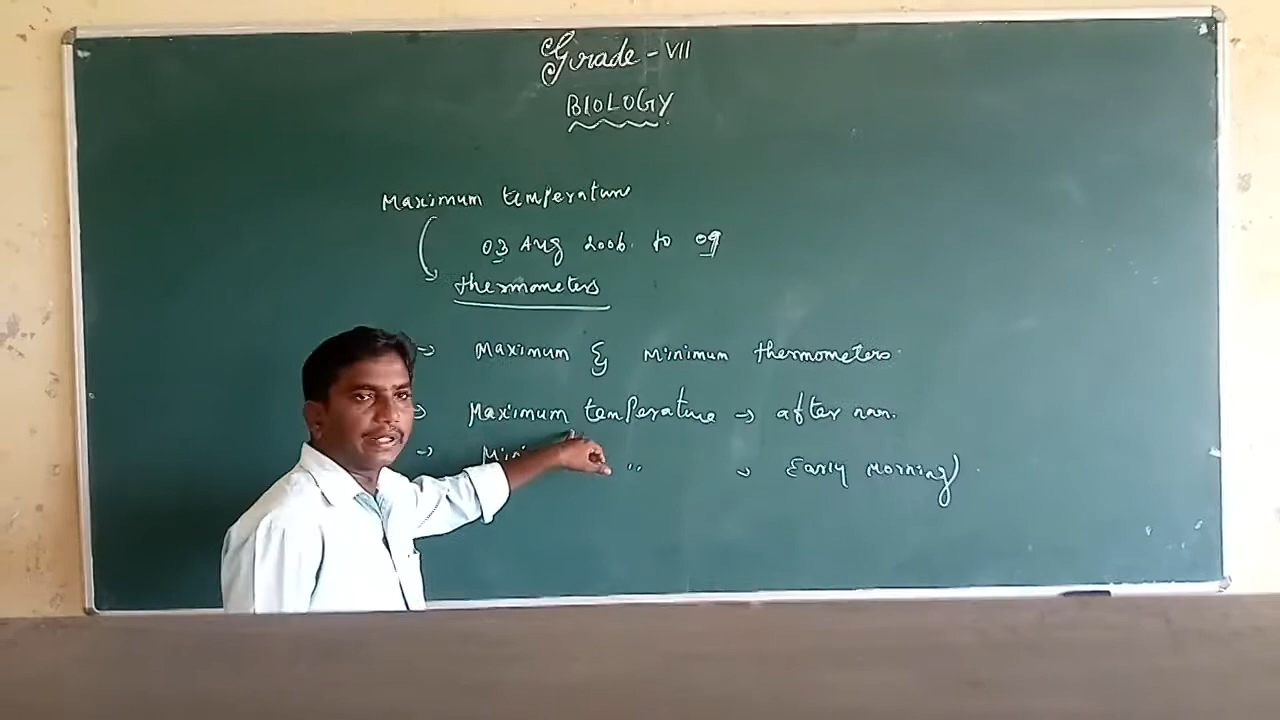 Grade - VII
BIOLOGY
Maximum temperature
03 Aug 2006. to 09
thermometers
→ Maximum & Minimum thermometers.
→ Maximum temperature → after nun.
→ " → Early Morning